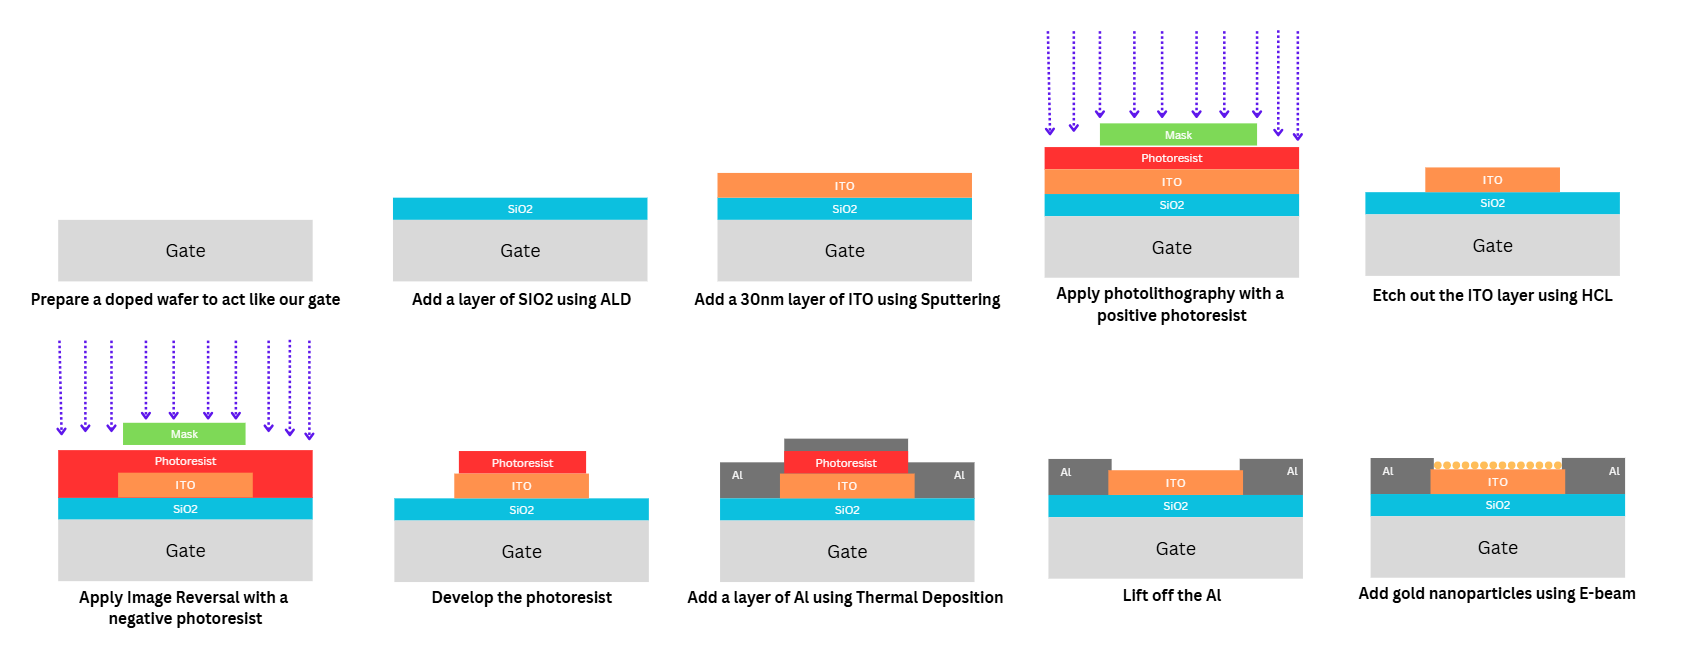 Gate
Prepare a doped wafer to act like our gate
SiO2
Gate
Add a layer of SIO2 using ALD
ITO
SiO2
Gate
Add a 30nm layer of ITO using Sputtering
Mask
Photoresist
ITO
SiO2
Gate
Apply photolithography with a
positive photoresist
ITO
SiO2
Gate
Etch out the ITO layer using HCL
Mask
Photoresist
ITO
SiO2
Gate
Apply Image Reversal with a
negative photoresist
Photoresist
ITO
SiO2
Gate
Develop the photoresist
Photoresist
Al Al
ITO
SiO2
Gate
Add a layer of Al using Thermal Deposition
Al Al
ITO
SiO2
Gate
Lift off the Al
Al Al
ITO
SiO2
Gate
Add gold nanoparticles using E-beam